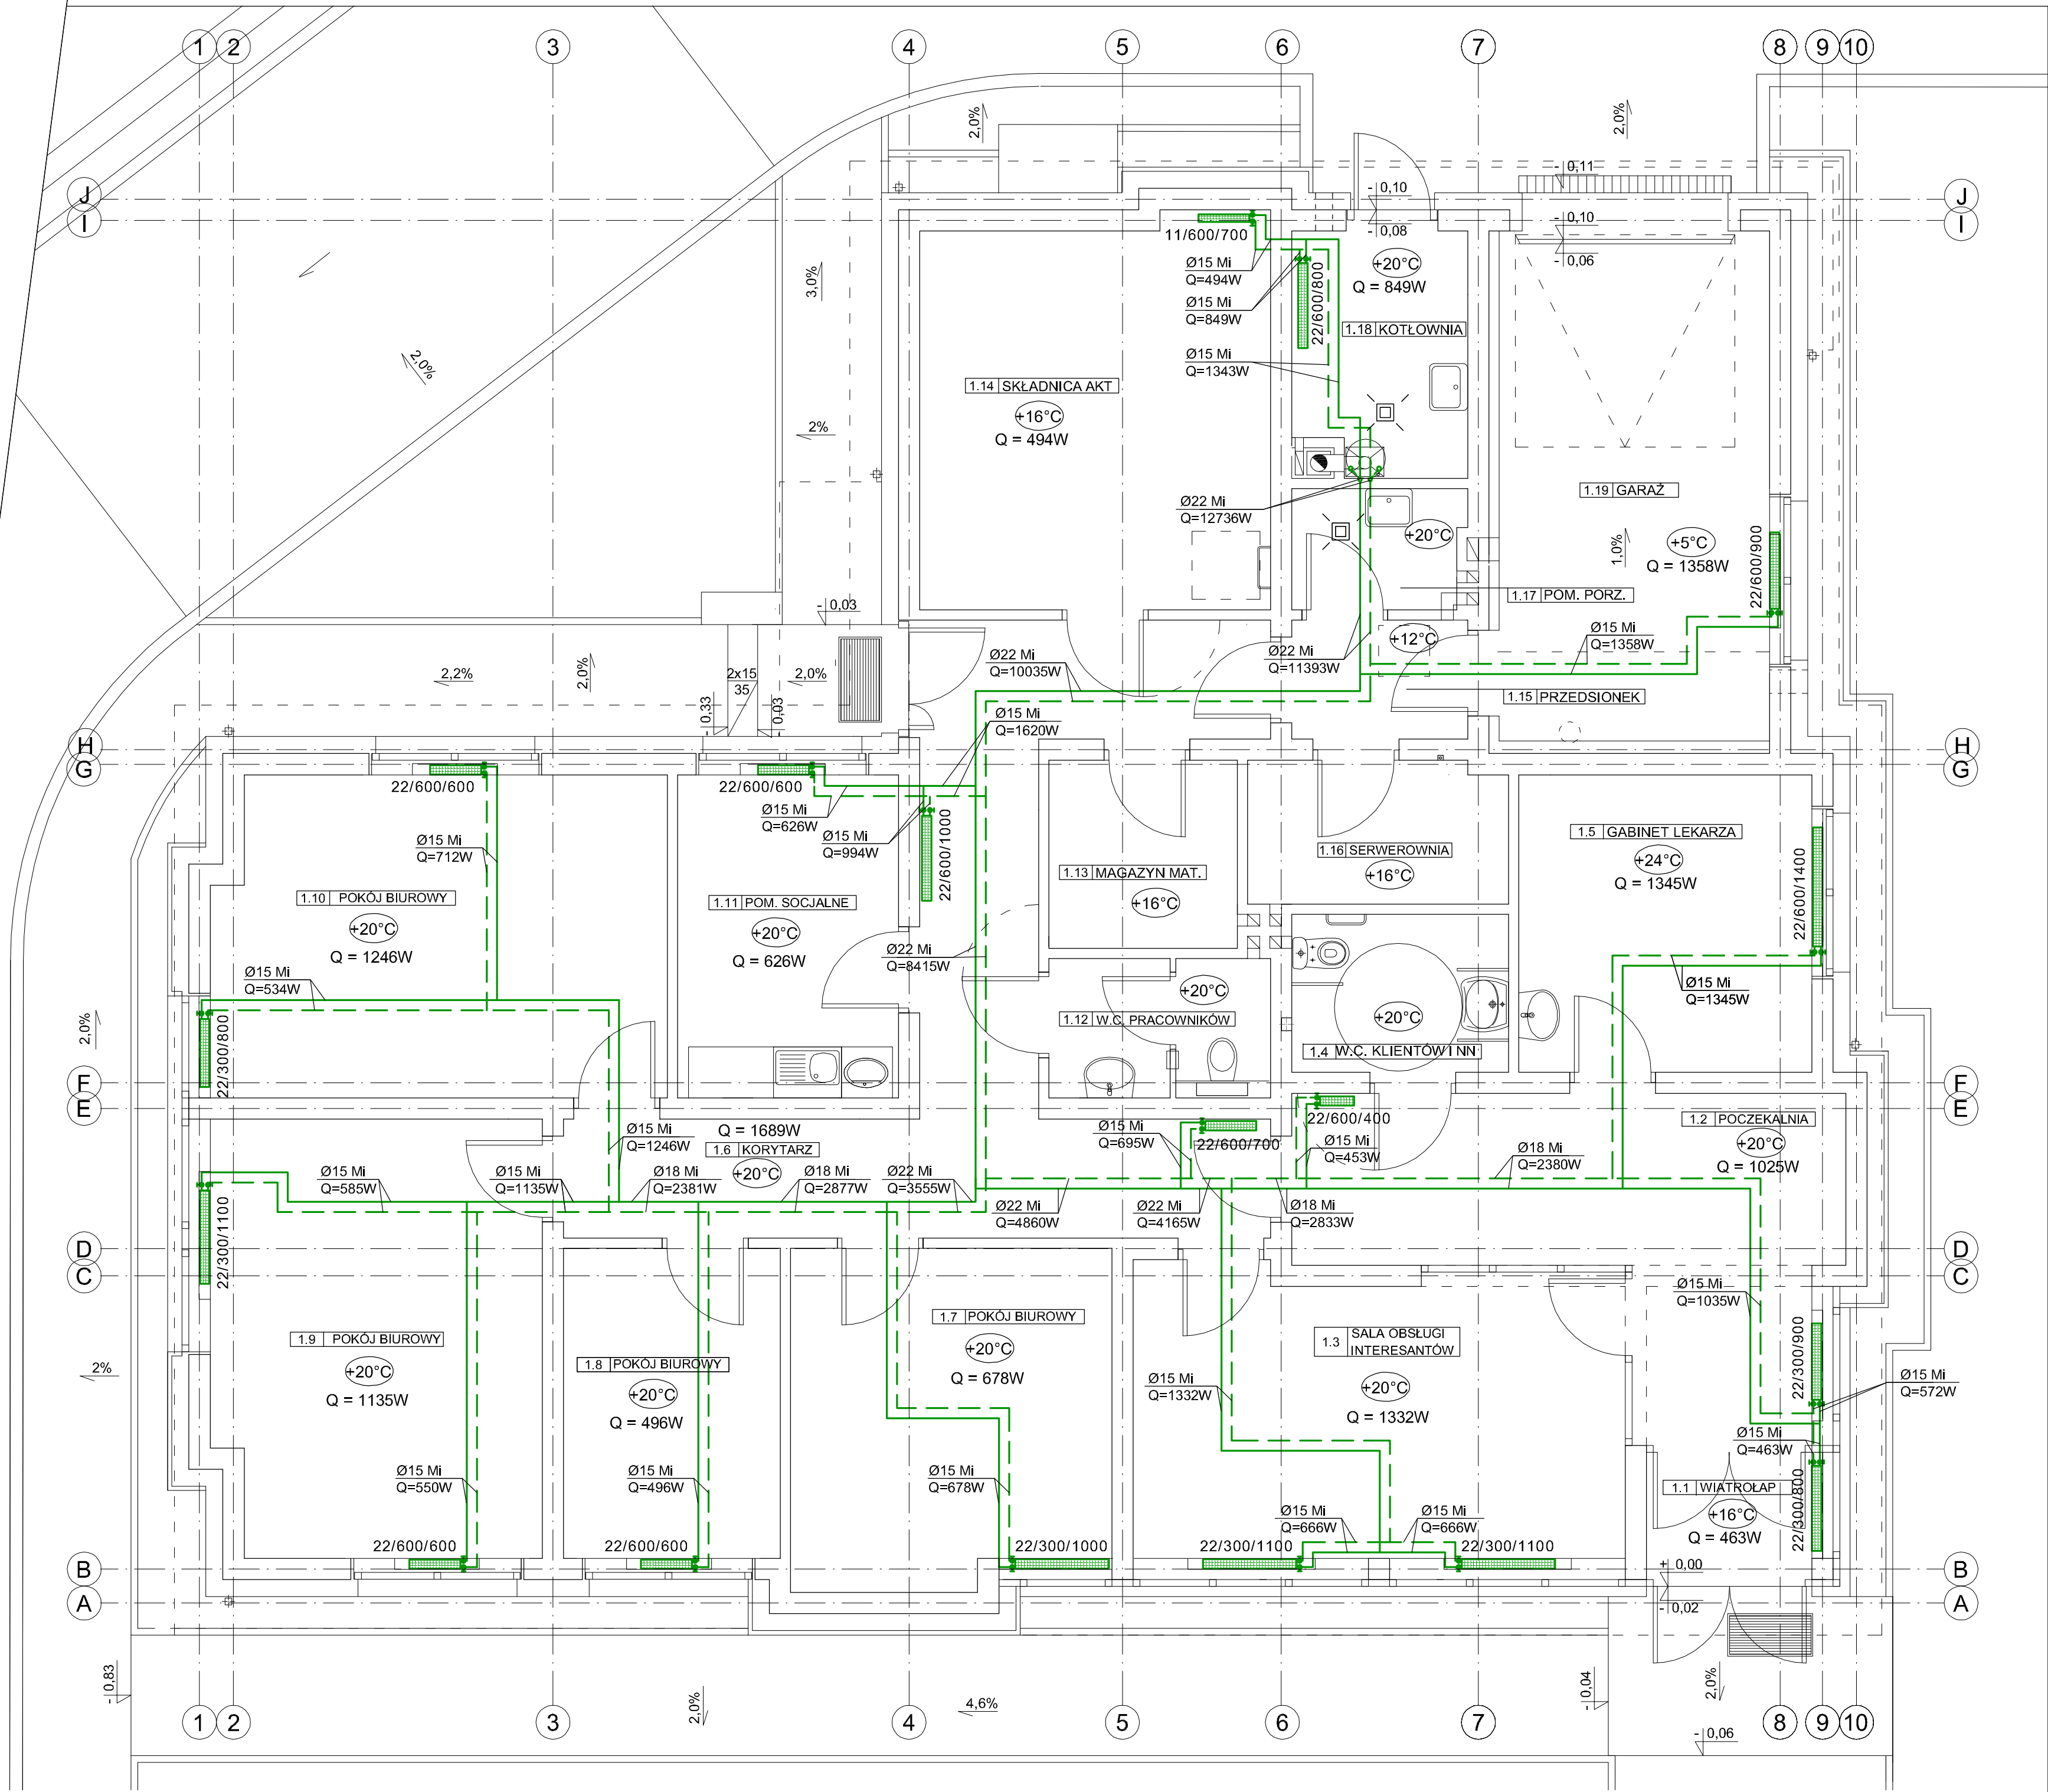 1 2 3 4 5 6 7 8 9 10
2,0%
2,0%
- 0,11
- 0,10
- 0,10
- 0,08
- 0,06
J
I
J
I
11/600/700
Ø15 Mi
Q=494W
+20°C
Q = 849W
3,0%
Ø15 Mi
Q=849W
22/600/800
1.18 KOTŁOWNIA
2,0%
Ø15 Mi
Q=1343W
1.14 SKŁADNICA AKT
+16°C
Q = 494W
2%
1.19 GARAŻ
Ø22 Mi
Q=12736W
+20°C
+5°C
Q = 1358W
1,0%
22/600/900
1.17 POM. PORZ.
- 0,03
+12°C
Ø15 Mi
Q=1358W
Ø22 Mi
Q=10035W
Ø22 Mi
Q=11393W
2,2%
2,0%
2x15
35
2,0%
1.15 PRZEDSIONEK
- 0,33
- 0,03
Ø15 Mi
Q=1620W
H
G
H
G
22/600/600
22/600/600
Ø15 Mi
Q=626W
Ø15 Mi
Q=994W
22/600/1000
Ø15 Mi
Q=712W
1.5 GABINET LEKARZA
+24°C
Q = 1345W
22/600/1400
1.16 SERWEROWNIA
+16°C
1.13 MAGAZYN MAT.
+16°C
1.10 POKÓJ BIUROWY
+20°C
Q = 1246W
1.11 POM. SOCJALNE
+20°C
Q = 626W
Ø22 Mi
Q=8415W
Ø15 Mi
Q=534W
+20°C
Ø15 Mi
Q=1345W
2,0%
22/300/800
1.12 W.C. PRACOWNIKÓW
+20°C
1.4 W.C. KLIENTÓW I NN
F
E
F
E
22/600/400
1.2 POCZEKALNIA
+20°C
Q = 1025W
Q = 1689W
1.6 KORYTARZ
+20°C
Ø15 Mi
Q=1246W
Ø15 Mi
Q=695W
22/600/700
Ø15 Mi
Q=453W
Ø18 Mi
Q=2380W
Ø15 Mi
Q=585W
Ø15 Mi
Q=1135W
Ø18 Mi
Q=2381W
Ø18 Mi
Q=2877W
Ø22 Mi
Q=3555W
Ø22 Mi
Q=4860W
Ø22 Mi
Q=4165W
Ø18 Mi
Q=2833W
22/300/1100
D
C
D
C
Ø15 Mi
Q=1035W
1.9 POKÓJ BIUROWY
+20°C
Q = 1135W
1.8 POKÓJ BIUROWY
+20°C
Q = 496W
1.7 POKÓJ BIUROWY
+20°C
Q = 678W
1.3 SALA OBSŁUGI
INTERESANTÓW
+20°C
Q = 1332W
Ø15 Mi
Q=1332W
22/300/900
Ø15 Mi
Q=572W
2%
Ø15 Mi
Q=463W
Ø15 Mi
Q=550W
Ø15 Mi
Q=496W
Ø15 Mi
Q=678W
1.1 WIATROŁAP
+16°C
Q = 463W
22/300/800
Ø15 Mi
Q=666W
Ø15 Mi
Q=666W
22/600/600
22/600/600
22/300/1000
22/300/1100
22/300/1100
B
A
+ 0,00
- 0,02
B
A
- 0,83
2,0%
4,6%
- 0,04
2,0%
- 0,06
1 2 3 4 5 6 7 8 9 10